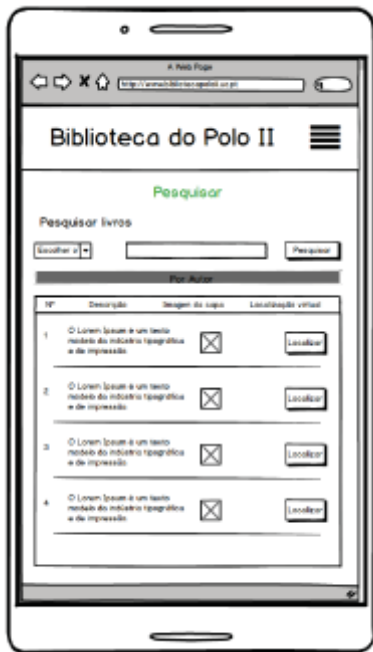 A Web Page
Biblioteca do Polo II
Pesquisar
Pesquisar livros
Escolher o
Pesquisar
Por Autor
Nº Descrição Imagem da capa Localização virtual
1
O Lorem Ipsum é um texto
modelo da indústria tipográfica
e de impressão
Localizar
2
O Lorem Ipsum é um texto
modelo da indústria tipográfica
e de impressão
Localizar
3
O Lorem Ipsum é um texto
modelo da indústria tipográfica
e de impressão
Localizar
4
O Lorem Ipsum é um texto
modelo da indústria tipográfica
e de impressão
Localizar